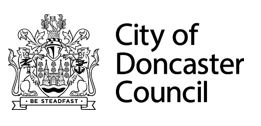 City of
Doncaster
Council
· BE STEADFAST ·